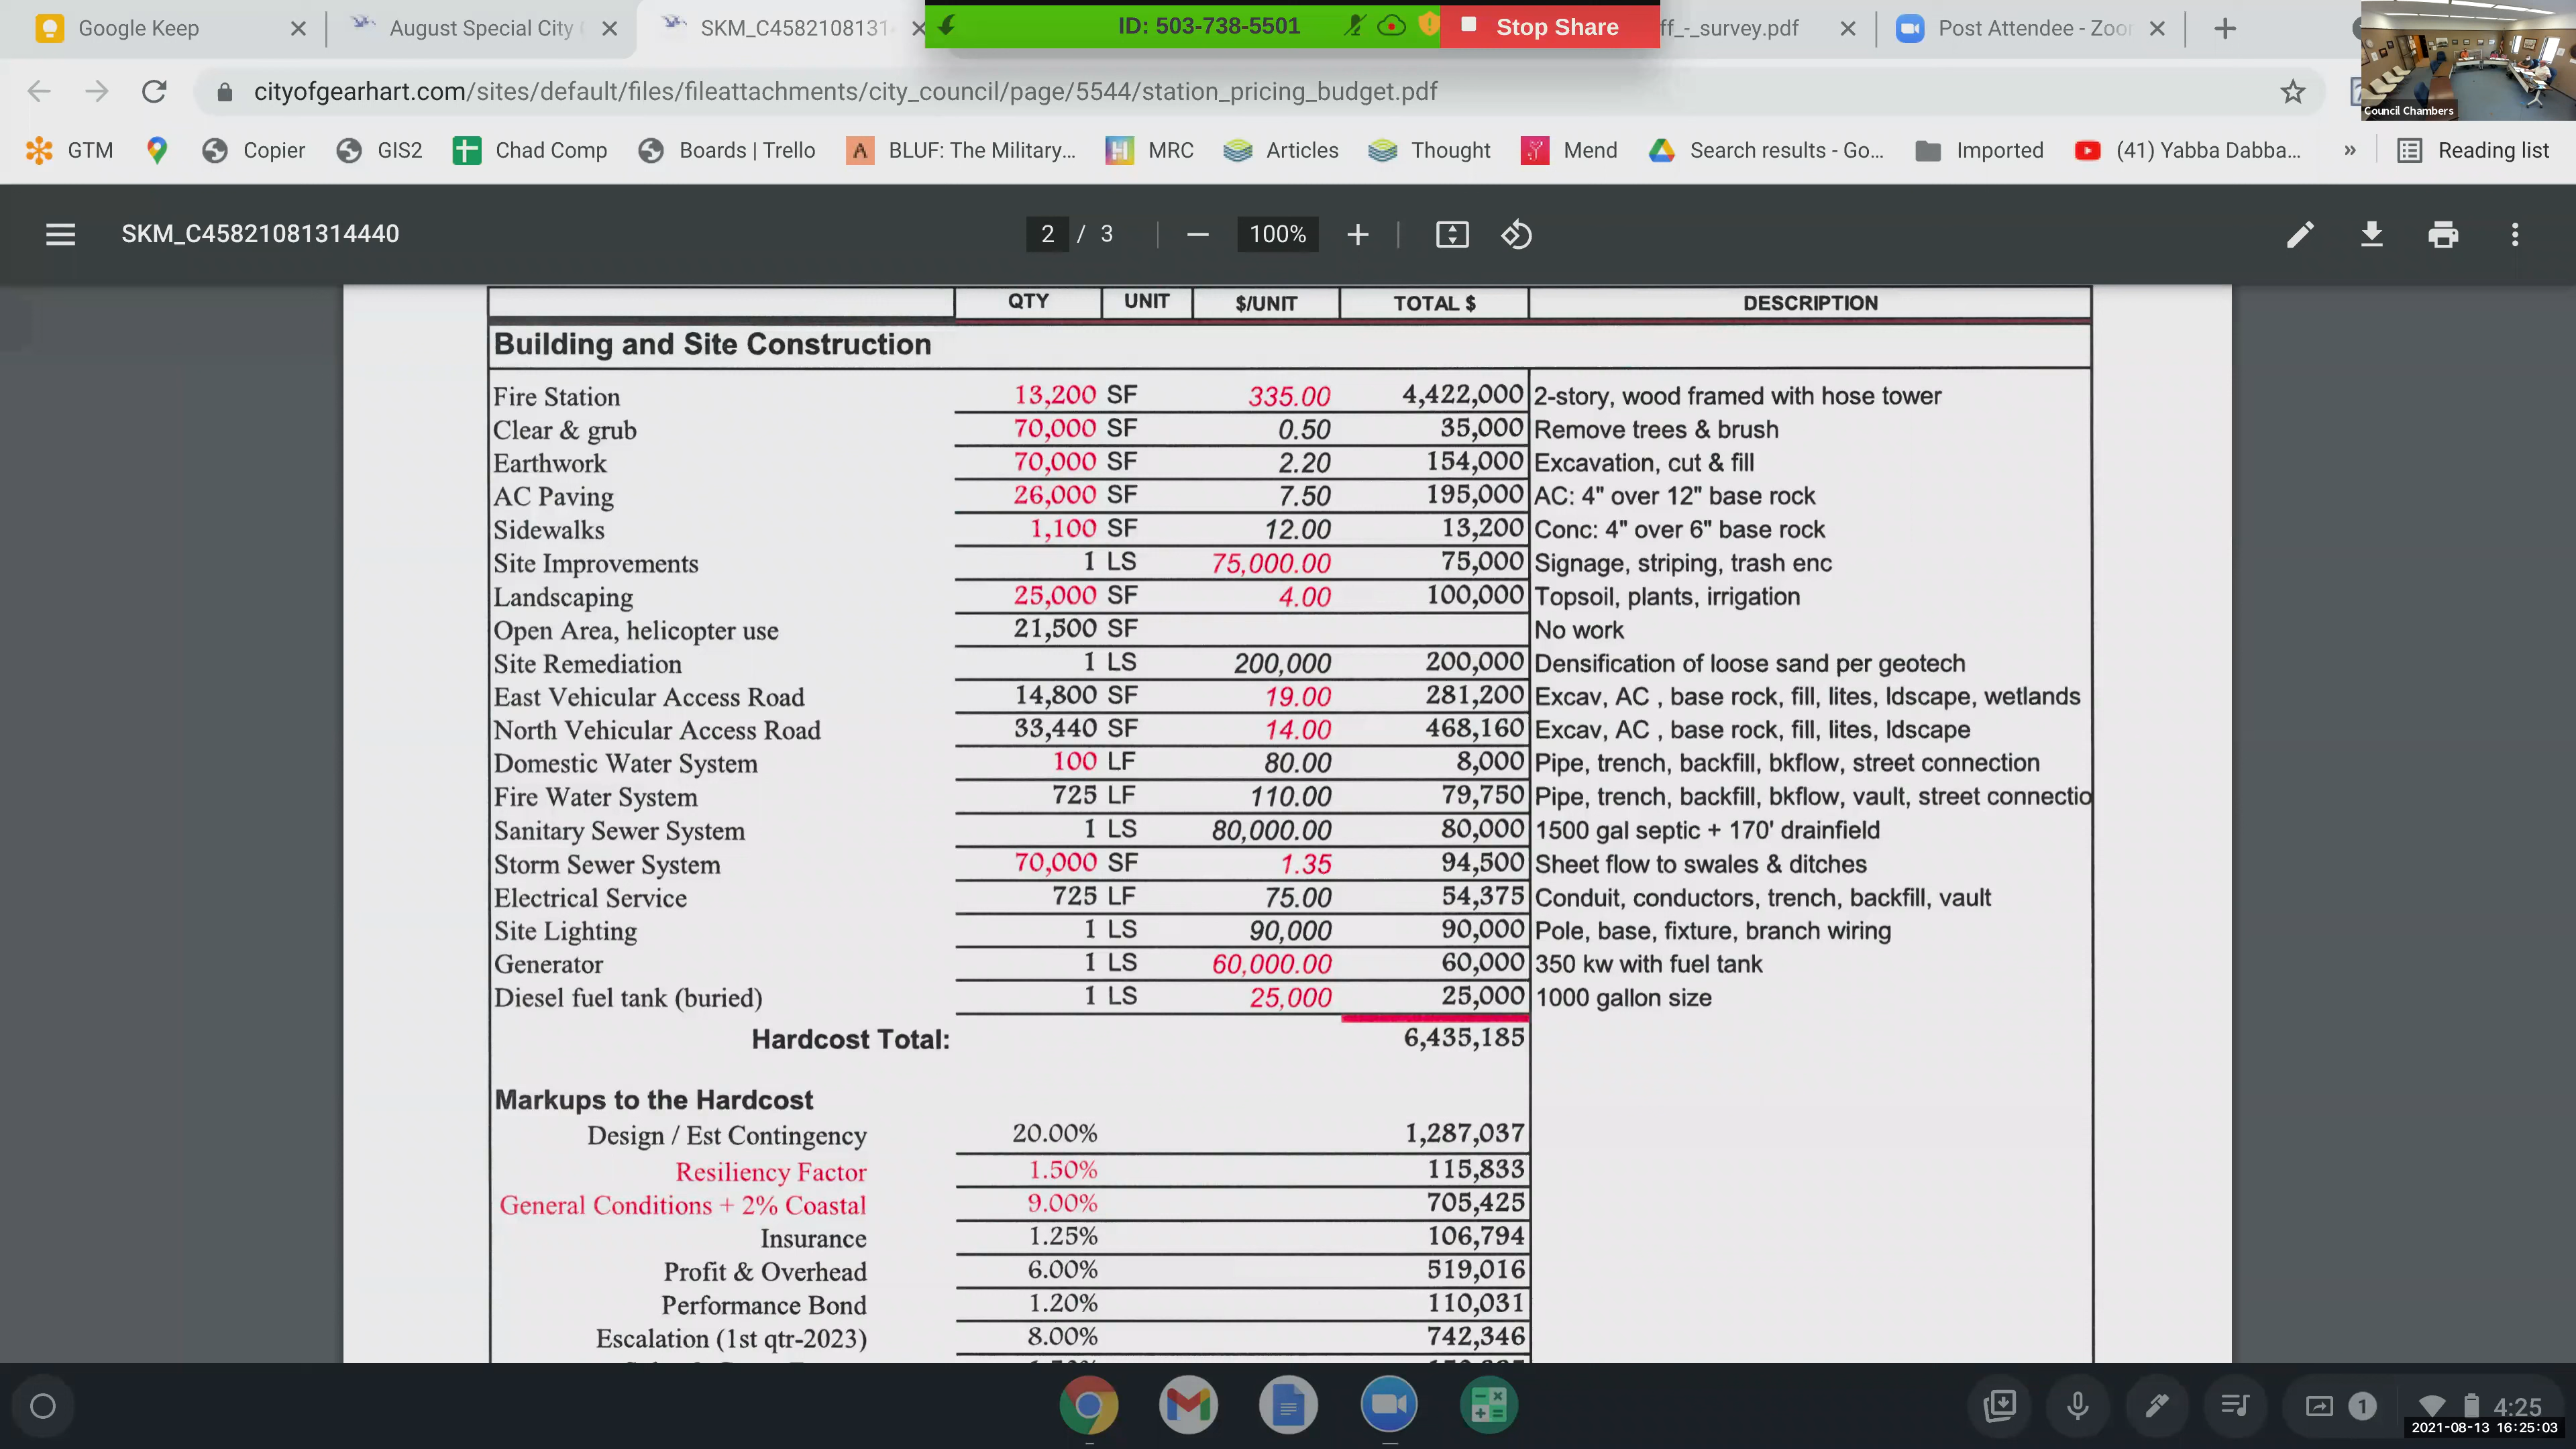 Google Keep
August Special City
SKM_C4582108131
ID: 503-738-5501
Stop Share
ff_-_survey.pdf
Post Attendee - Zoo
Council Chambers
cityofgearhart.com/sites/default/files/fileattachments/city_council/page/5544/station_pricing_budget.pdf
GTM Copier GIS2 Chad Comp Boards | Trello BLUF: The Military... MRC Articles Thought Mend Search results - Go... Imported (41) Yabba Dabba... » Reading list
SKM_C45821081314440 2 / 3 100%
QTY UNIT $/UNIT TOTAL $ DESCRIPTION
Building and Site Construction
Fire Station 13,200 SF 335.00 4,422,000 2-story, wood framed with hose tower
Clear & grub 70,000 SF 0.50 35,000 Remove trees & brush
Earthwork 70,000 SF 2.20 154,000 Excavation, cut & fill
AC Paving 26,000 SF 7.50 195,000 AC: 4" over 12" base rock
Sidewalks 1,100 SF 12.00 13,200 Conc: 4" over 6" base rock
Site Improvements 1 LS 75,000.00 75,000 Signage, striping, trash enc
Landscaping 25,000 SF 4.00 100,000 Topsoil, plants, irrigation
Open Area, helicopter use 21,500 SF No work
Site Remediation 1 LS 200,000 200,000 Densification of loose sand per geotech
East Vehicular Access Road 14,800 SF 19.00 281,200 Excav, AC , base rock, fill, lites, ldscape, wetlands
North Vehicular Access Road 33,440 SF 14.00 468,160 Excav, AC , base rock, fill, lites, ldscape
Domestic Water System 100 LF 80.00 8,000 Pipe, trench, backfill, bkflow, street connection
Fire Water System 725 LF 110.00 79,750 Pipe, trench, backfill, bkflow, vault, street connectio
Sanitary Sewer System 1 LS 80,000.00 80,000 1500 gal septic + 170' drainfield
Storm Sewer System 70,000 SF 1.35 94,500 Sheet flow to swales & ditches
Electrical Service 725 LF 75.00 54,375 Conduit, conductors, trench, backfill, vault
Site Lighting 1 LS 90,000 90,000 Pole, base, fixture, branch wiring
Generator 1 LS 60,000.00 60,000 350 kw with fuel tank
Diesel fuel tank (buried) 1 LS 25,000 25,000 1000 gallon size
Hardcost Total: 6,435,185
Markups to the Hardcost
Design / Est Contingency 20.00% 1,287,037
Resiliency Factor 1.50% 115,833
General Conditions + 2% Coastal 9.00% 705,425
Insurance 1.25% 106,794
Profit & Overhead 6.00% 519,016
Performance Bond 1.20% 110,031
Escalation (1st qtr-2023) 8.00% 742,346
1 4:25
2021-08-13 16:25:03